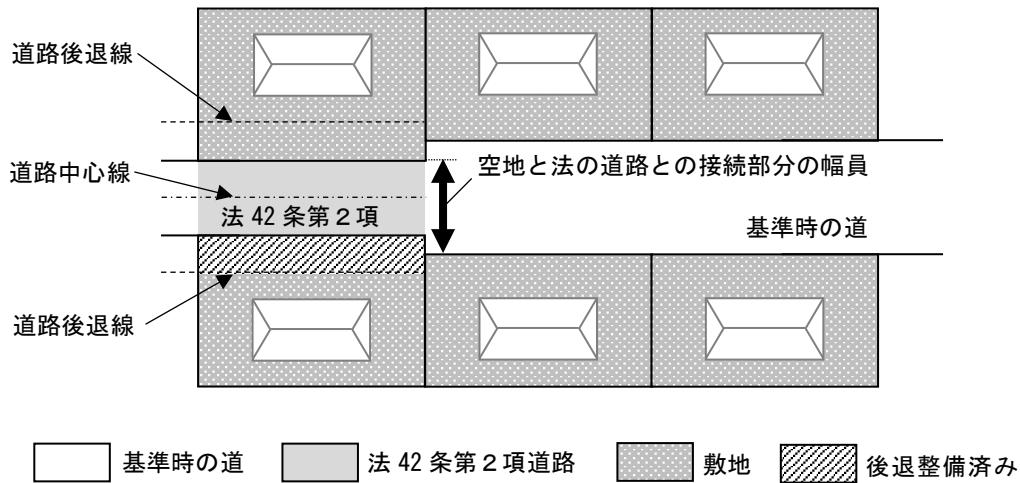 道路後退線
道路中心線
空地と法の道路との接続部分の幅員
法 42 条第２項
基準時の道
道路後退線
基準時の道
法 42 条第２項道路
敷地
後退整備済み